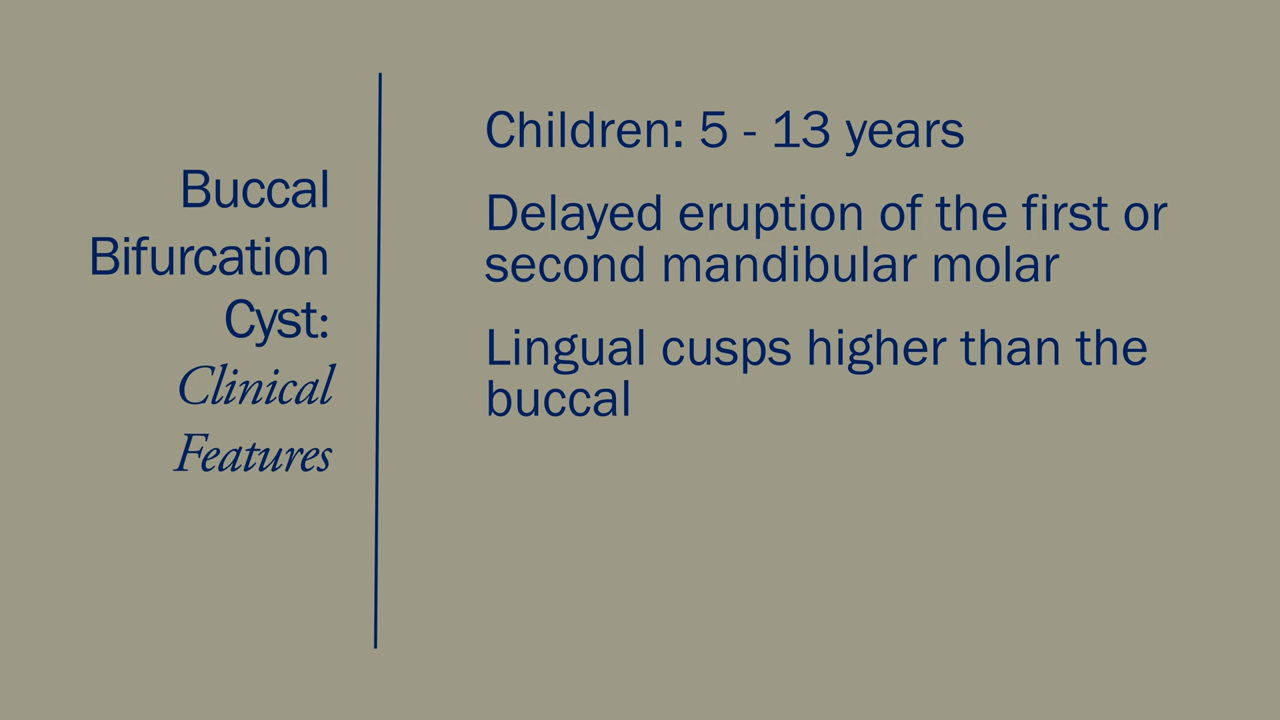 Buccal
Bifurcation
Cyst:
Clinical
Features
Children: 5 - 13 years
Delayed eruption of the first or
second mandibular molar
Lingual cusps higher than the
buccal